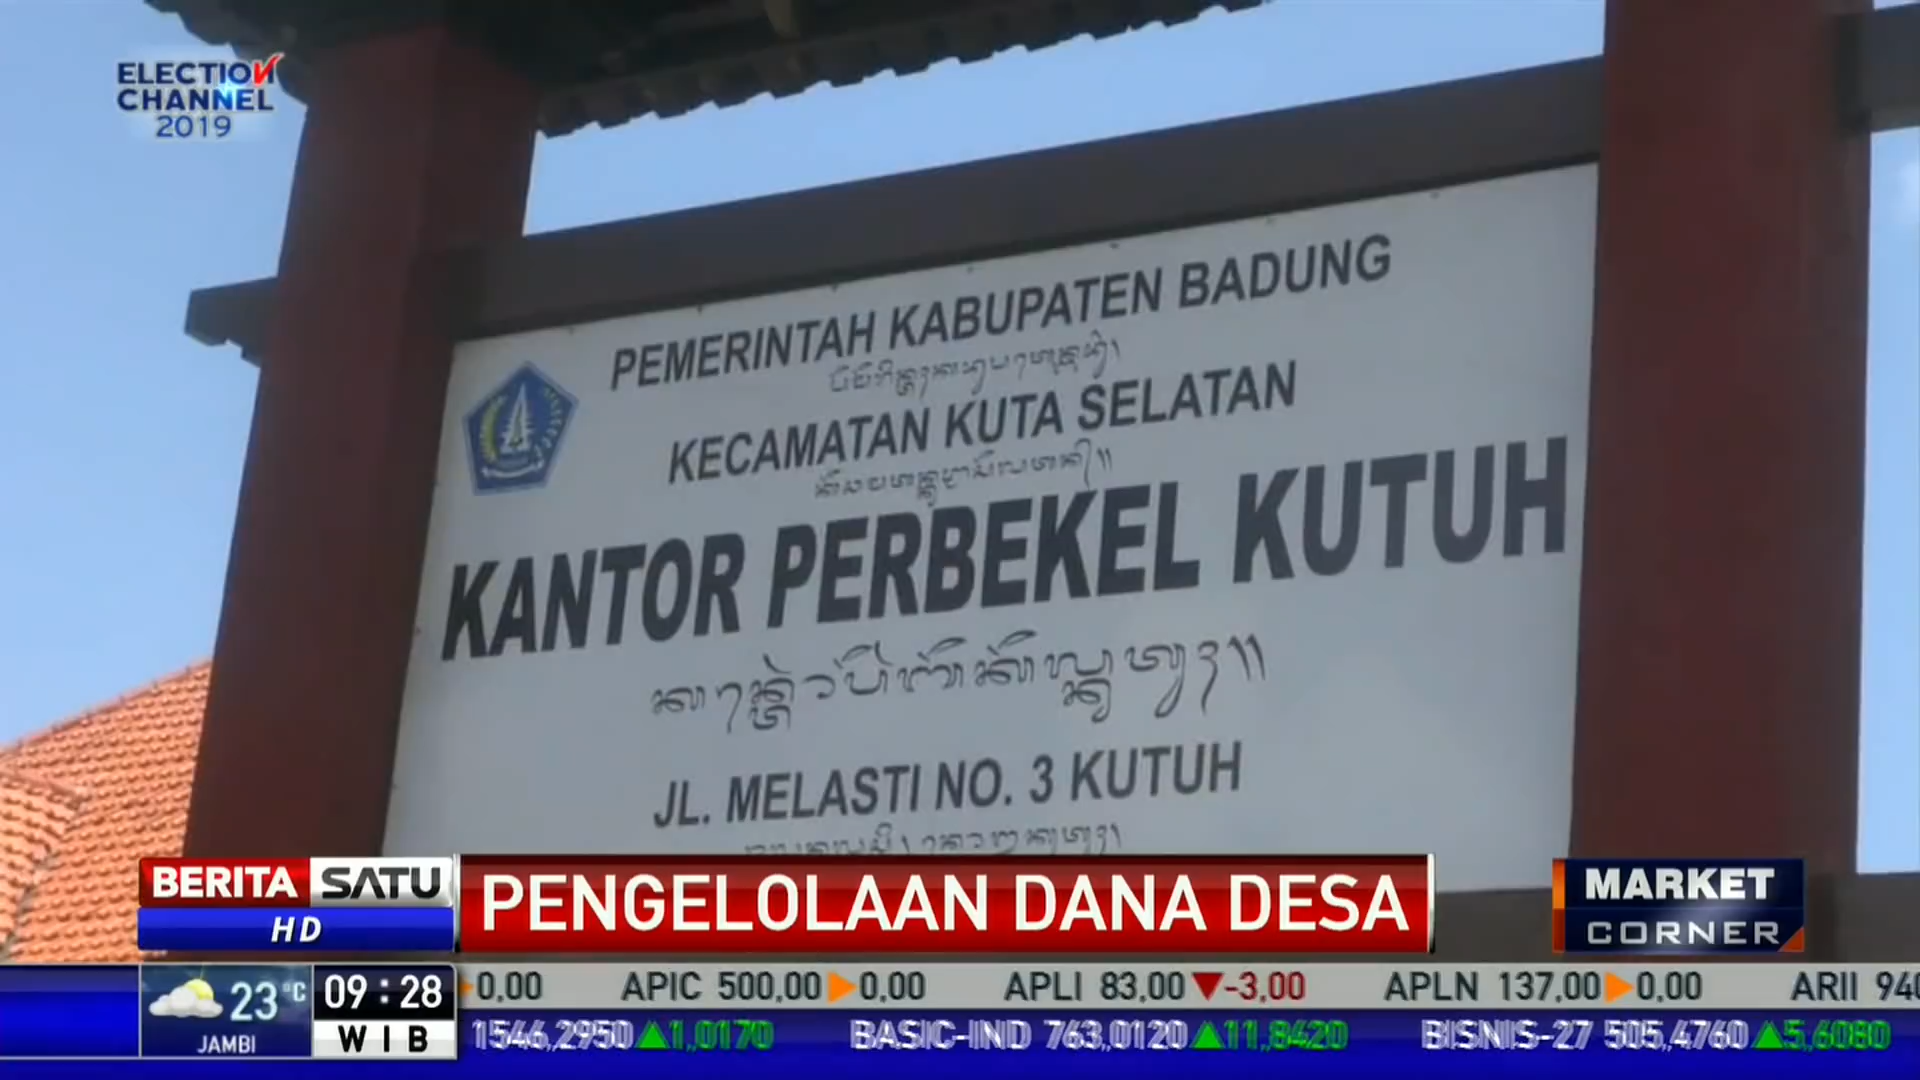 ELECTION
CHANNEL
2019
PEMERINTAH KABUPATEN BADUNG
KECAMATAN KUTA SELATAN
KANTOR PERBEKEL KUTUH
JL. MELASTI NO. 3 KUTUH
BERITA SATU
HD
PENGELOLAAN DANA DESA
MARKET
CORNER
23°C
JAMBI
09:28
WIB
0,00 APIC 500,00 0,00 APLI 83,00 -3,00 APLN 137,00 0,00 ARII 940
1546,2950 1,0170 BASIC-IND 763,0120 11,8420 BISNIS-27 505,4760 5,6080